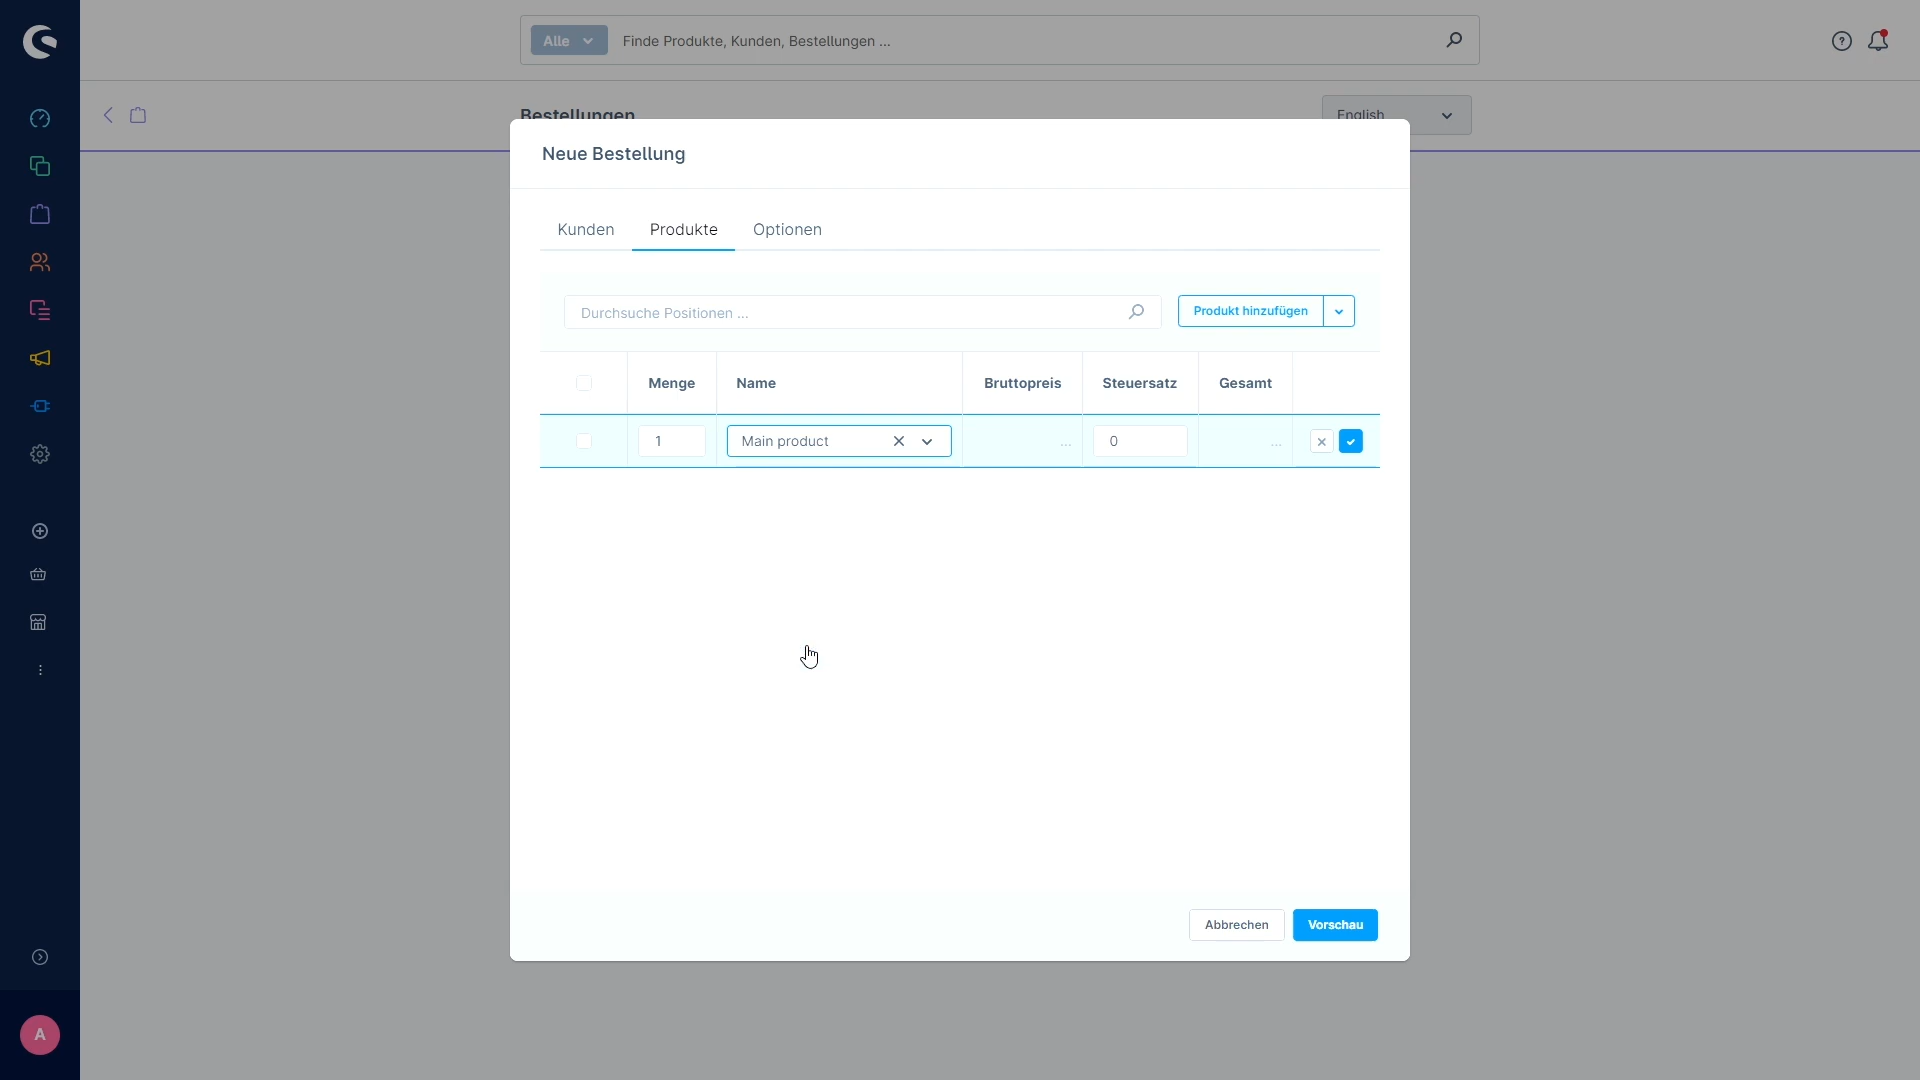 Alle
Finde Produkte, Kunden, Bestellungen ...
Bestellungen
English
Neue Bestellung
Kunden
Produkte
Optionen
Durchsuche Positionen ...
Produkt hinzufügen
Menge
Name
Bruttopreis
Steuersatz
Gesamt
1
Main product
...
0
...
Abbrechen
Vorschau
A